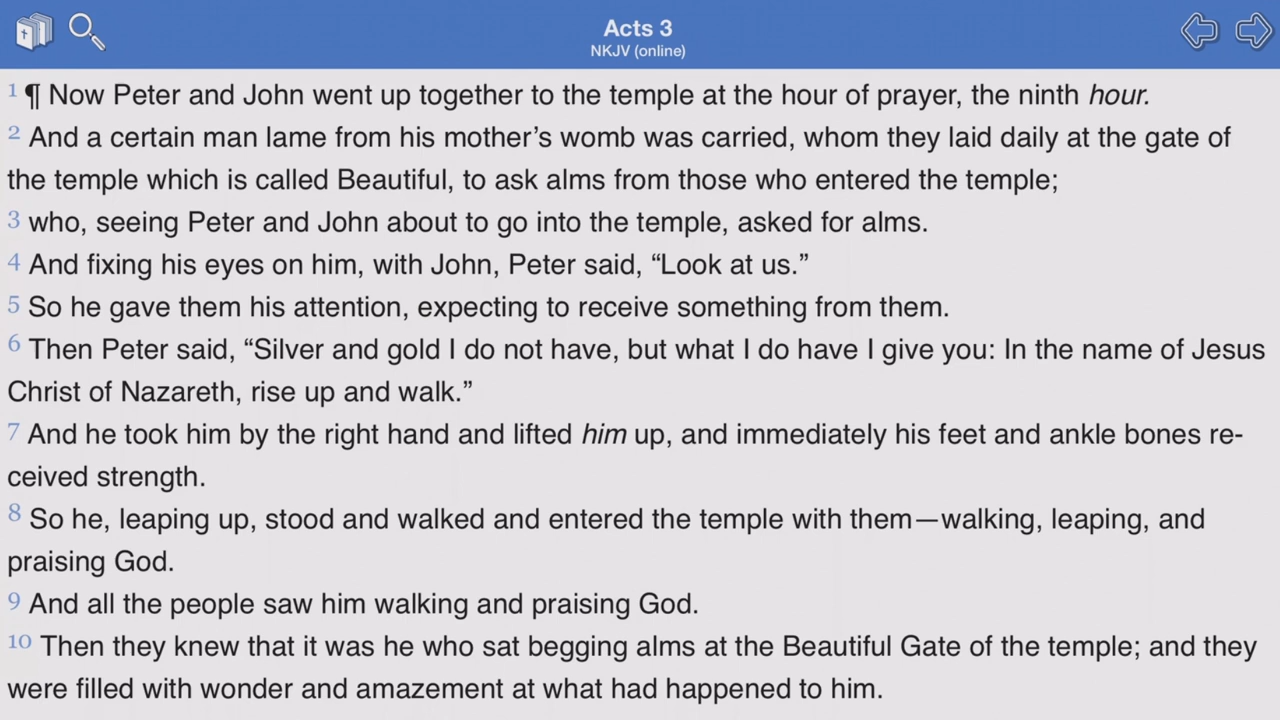 Acts 3
NKJV (online)
1 ¶ Now Peter and John went up together to the temple at the hour of prayer, the ninth hour.
2 And a certain man lame from his mother’s womb was carried, whom they laid daily at the gate of
the temple which is called Beautiful, to ask alms from those who entered the temple;
3 who, seeing Peter and John about to go into the temple, asked for alms.
4 And fixing his eyes on him, with John, Peter said, “Look at us.”
5 So he gave them his attention, expecting to receive something from them.
6 Then Peter said, “Silver and gold I do not have, but what I do have I give you: In the name of Jesus
Christ of Nazareth, rise up and walk.”
7 And he took him by the right hand and lifted him up, and immediately his feet and ankle bones re-
ceived strength.
8 So he, leaping up, stood and walked and entered the temple with them—walking, leaping, and
praising God.
9 And all the people saw him walking and praising God.
10 Then they knew that it was he who sat begging alms at the Beautiful Gate of the temple; and they
were filled with wonder and amazement at what had happened to him.